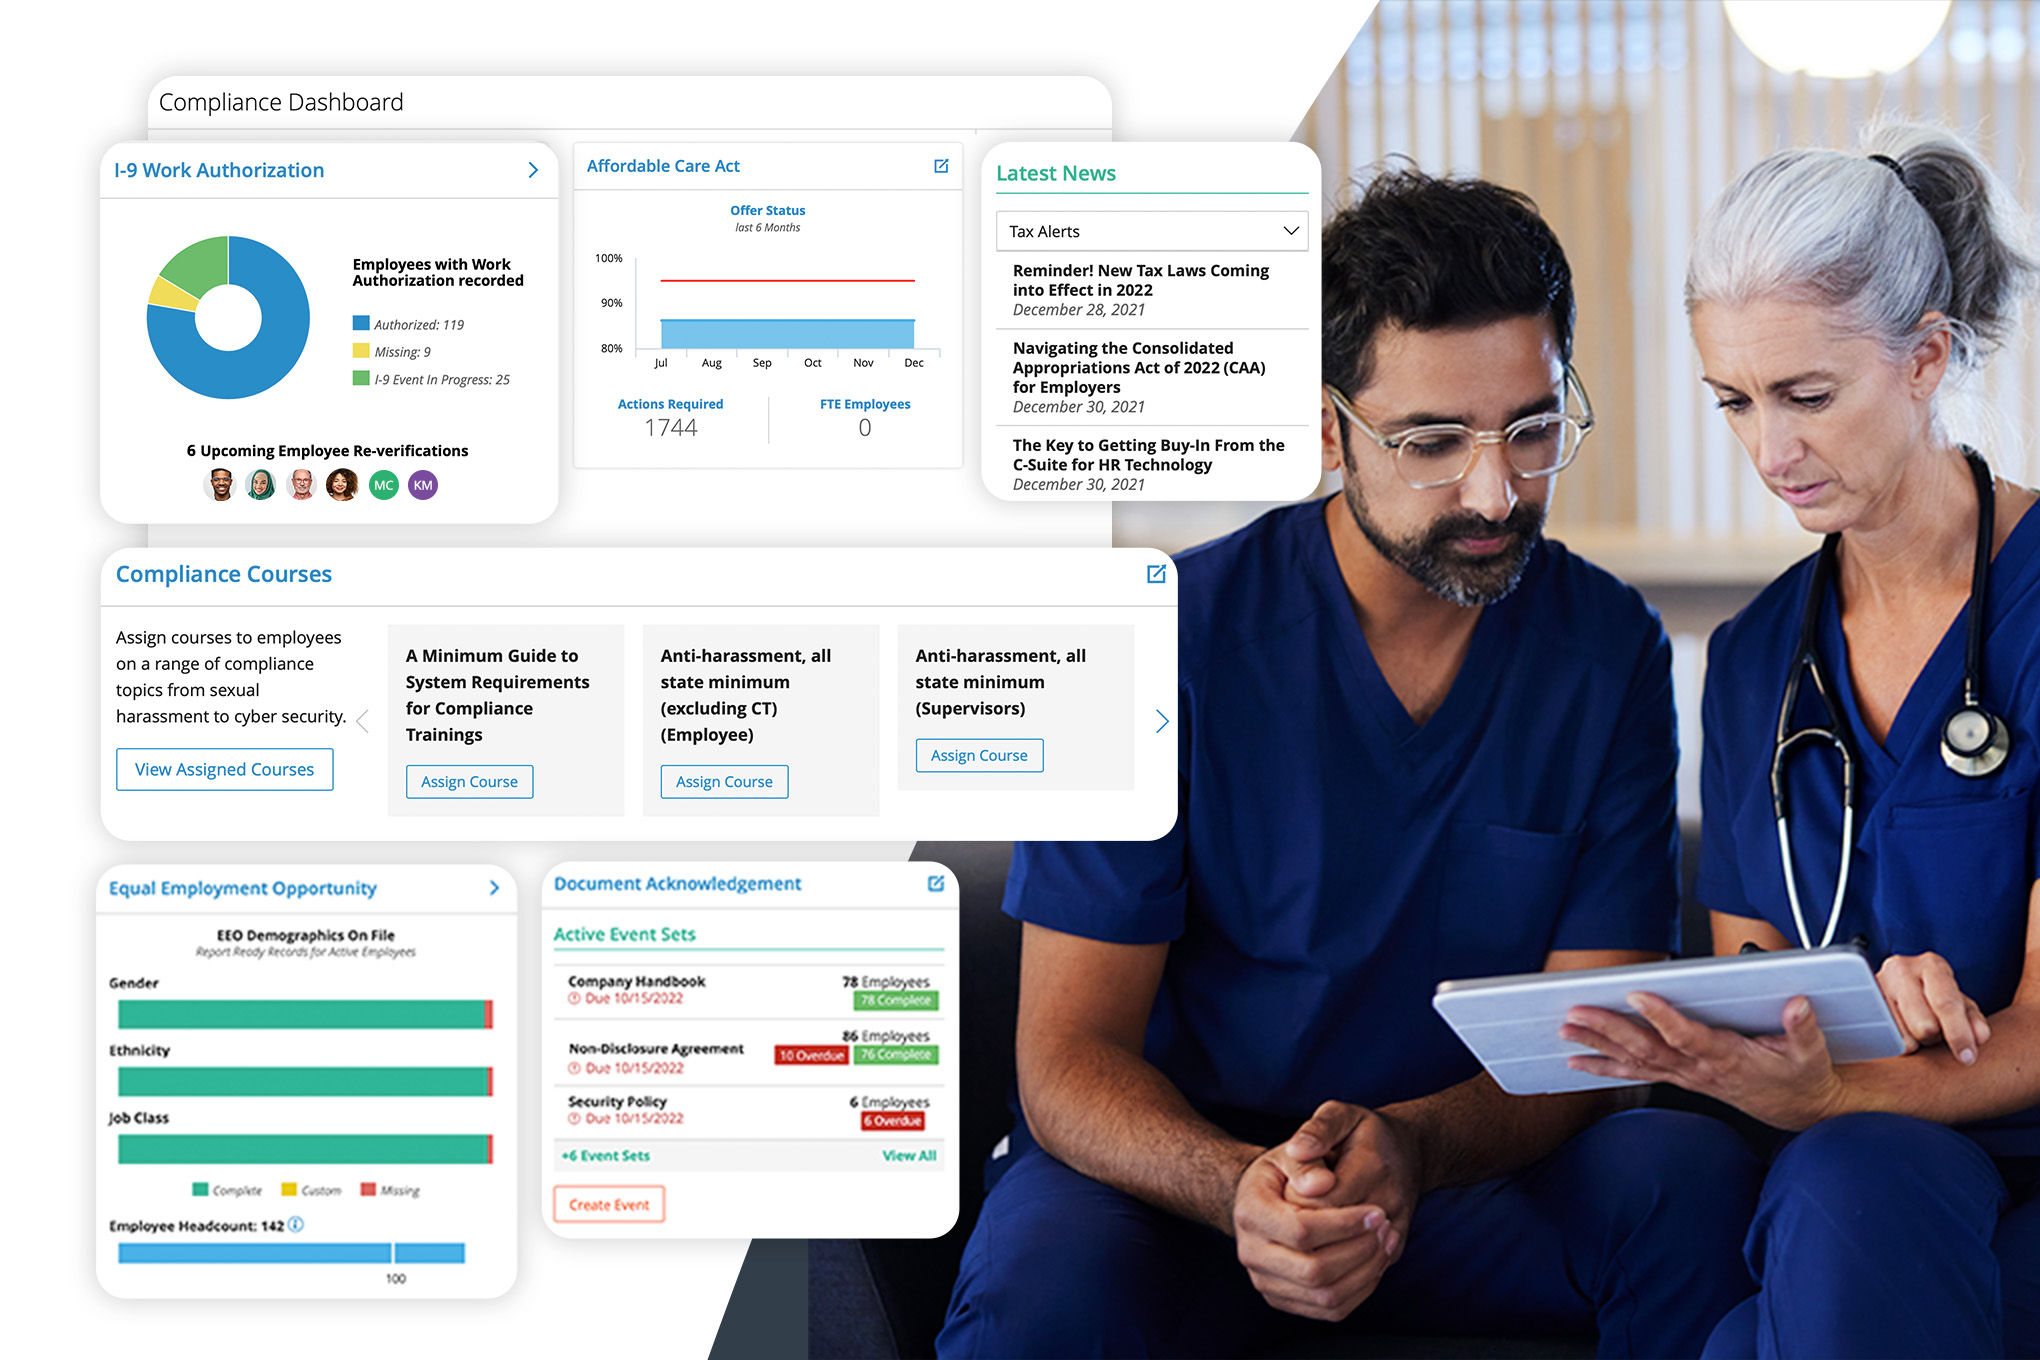 Compliance Dashboard
I-9 Work Authorization
Employees with Work
Authorization recorded
Authorized: 119
Missing: 9
I-9 Event In Progress: 25
6 Upcoming Employee Re-verifications
MC
KM
Affordable Care Act
Offer Status
last 6 Months
100%
90%
80%
Jul Aug Sep Oct Nov Dec
Actions Required
1744
FTE Employees
0
Latest News
Tax Alerts
Reminder! New Tax Laws Coming
into Effect in 2022
December 28, 2021
Navigating the Consolidated
Appropriations Act of 2022 (CAA)
for Employers
December 30, 2021
The Key to Getting Buy-In From the
C-Suite for HR Technology
December 30, 2021
Compliance Courses
Assign courses to employees
on a range of compliance
topics from sexual
harassment to cyber security.
View Assigned Courses
A Minimum Guide to
System Requirements
for Compliance
Trainings
Assign Course
Anti-harassment, all
state minimum
(excluding CT)
(Employee)
Assign Course
Anti-harassment, all
state minimum
(Supervisors)
Assign Course
Equal Employment Opportunity
EEO Demographics On File
Report Ready Records for Active Employees
Gender
Ethnicity
Job Class
Complete Custom Missing
Employee Headcount: 142
100
Document Acknowledgement
Active Event Sets
Company Handbook
Due 10/15/2022
78 Employees
78 Complete
Non-Disclosure Agreement
Due 10/15/2022
86 Employees
10 Overdue 76 Complete
Security Policy
Due 10/15/2022
6 Employees
6 Overdue
+6 Event Sets View All
Create Event